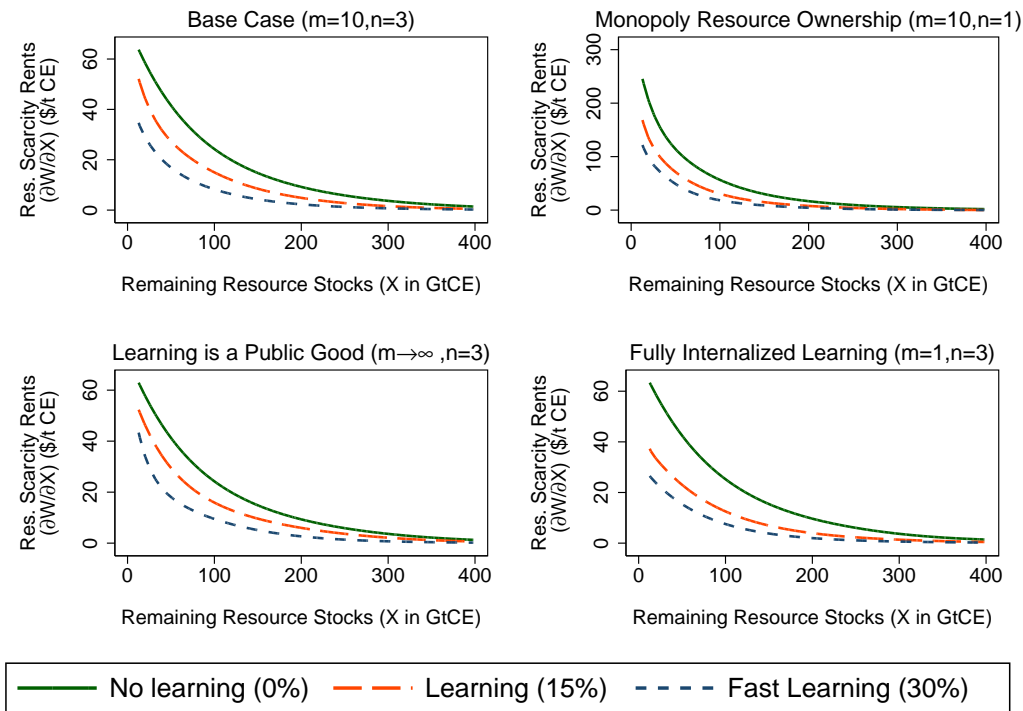 Base Case (m=10,n=3)
Res. Scarcity Rents
(∂W/∂X) ($/t CE)
60
40
20
0
0 100 200 300 400
Remaining Resource Stocks (X in GtCE)
Monopoly Resource Ownership (m=10,n=1)
Res. Scarcity Rents
(∂W/∂X) ($/t CE)
300
200
100
0
0 100 200 300 400
Remaining Resource Stocks (X in GtCE)
Learning is a Public Good (m→∞ ,n=3)
Res. Scarcity Rents
(∂W/∂X) ($/t CE)
60
40
20
0
0 100 200 300 400
Remaining Resource Stocks (X in GtCE)
Fully Internalized Learning (m=1,n=3)
Res. Scarcity Rents
(∂W/∂X) ($/t CE)
60
40
20
0
0 100 200 300 400
Remaining Resource Stocks (X in GtCE)
No learning (0%) Learning (15%) Fast Learning (30%)